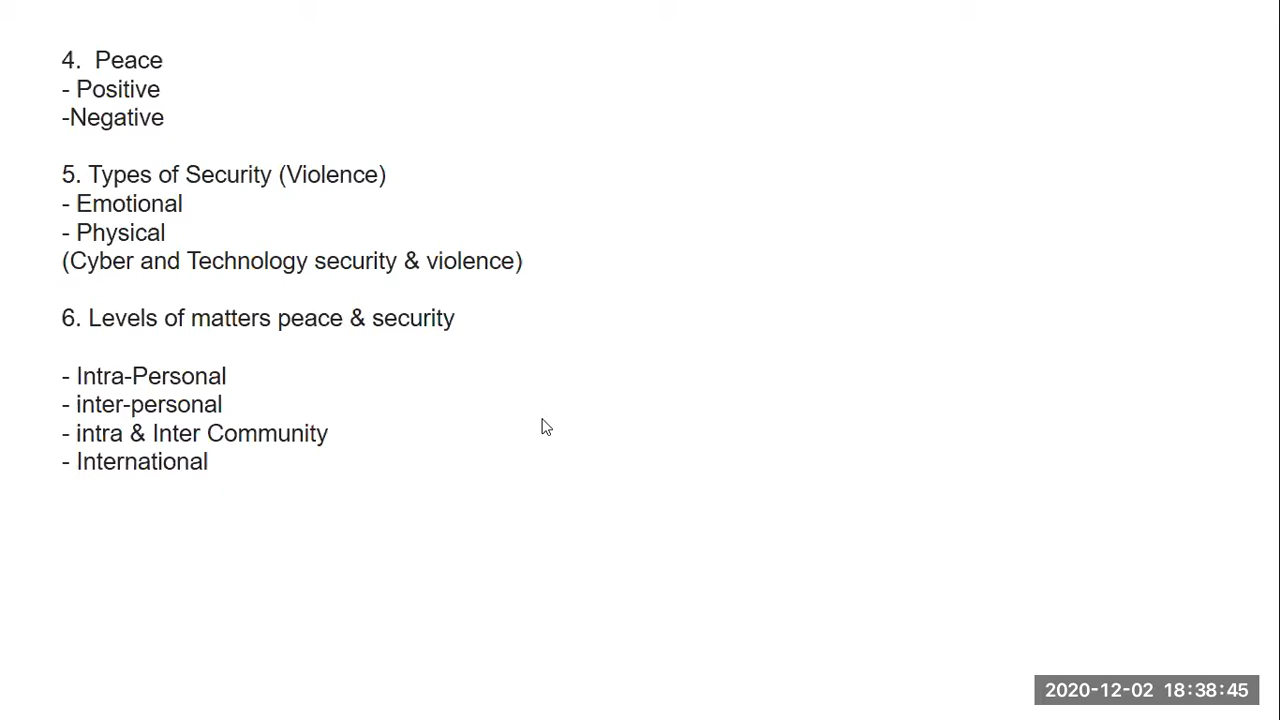 4.  Peace
- Positive
-Negative
5. Types of Security (Violence)
- Emotional
- Physical
(Cyber and Technology security & violence)
6. Levels of matters peace & security
- Intra-Personal
- inter-personal
- intra & Inter Community
- International
2020-12-02 18:38:45